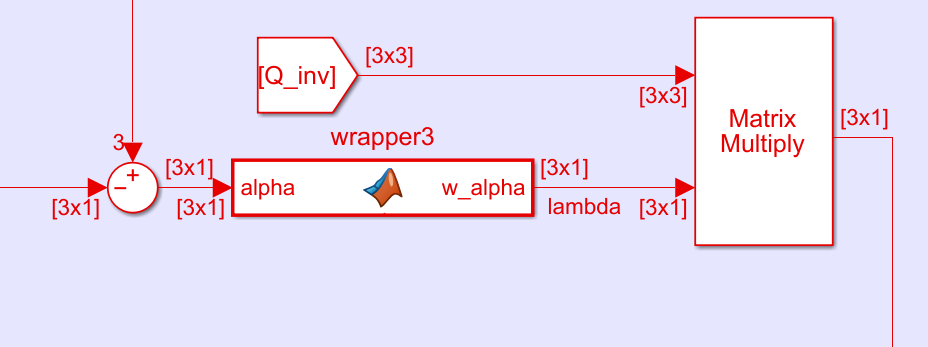 [3x3]
[Q_inv]
[3x3]
Matrix
Multiply
[3x1]
wrapper3
3
+
−
[3x1]
[3x1]
[3x1]
alpha
w_alpha
[3x1]
lambda
[3x1]